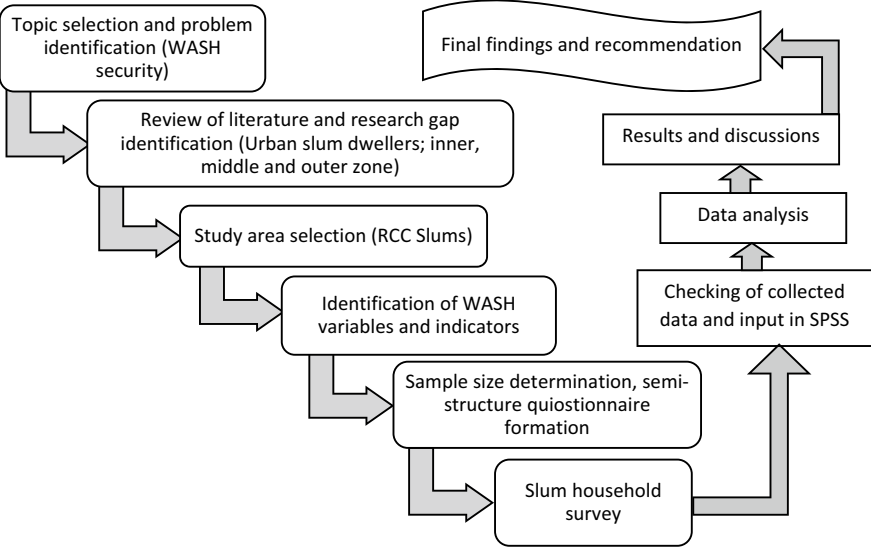 Topic selection and problem
identification (WASH
security)
Review of literature and research gap
identification (Urban slum dwellers; inner,
middle and outer zone)
Study area selection (RCC Slums)
Identification of WASH
variables and indicators
Sample size determination, semi-
structure quiostionnaire
formation
Slum household
survey
Checking of collected
data and input in SPSS
Data analysis
Results and discussions
Final findings and recommendation